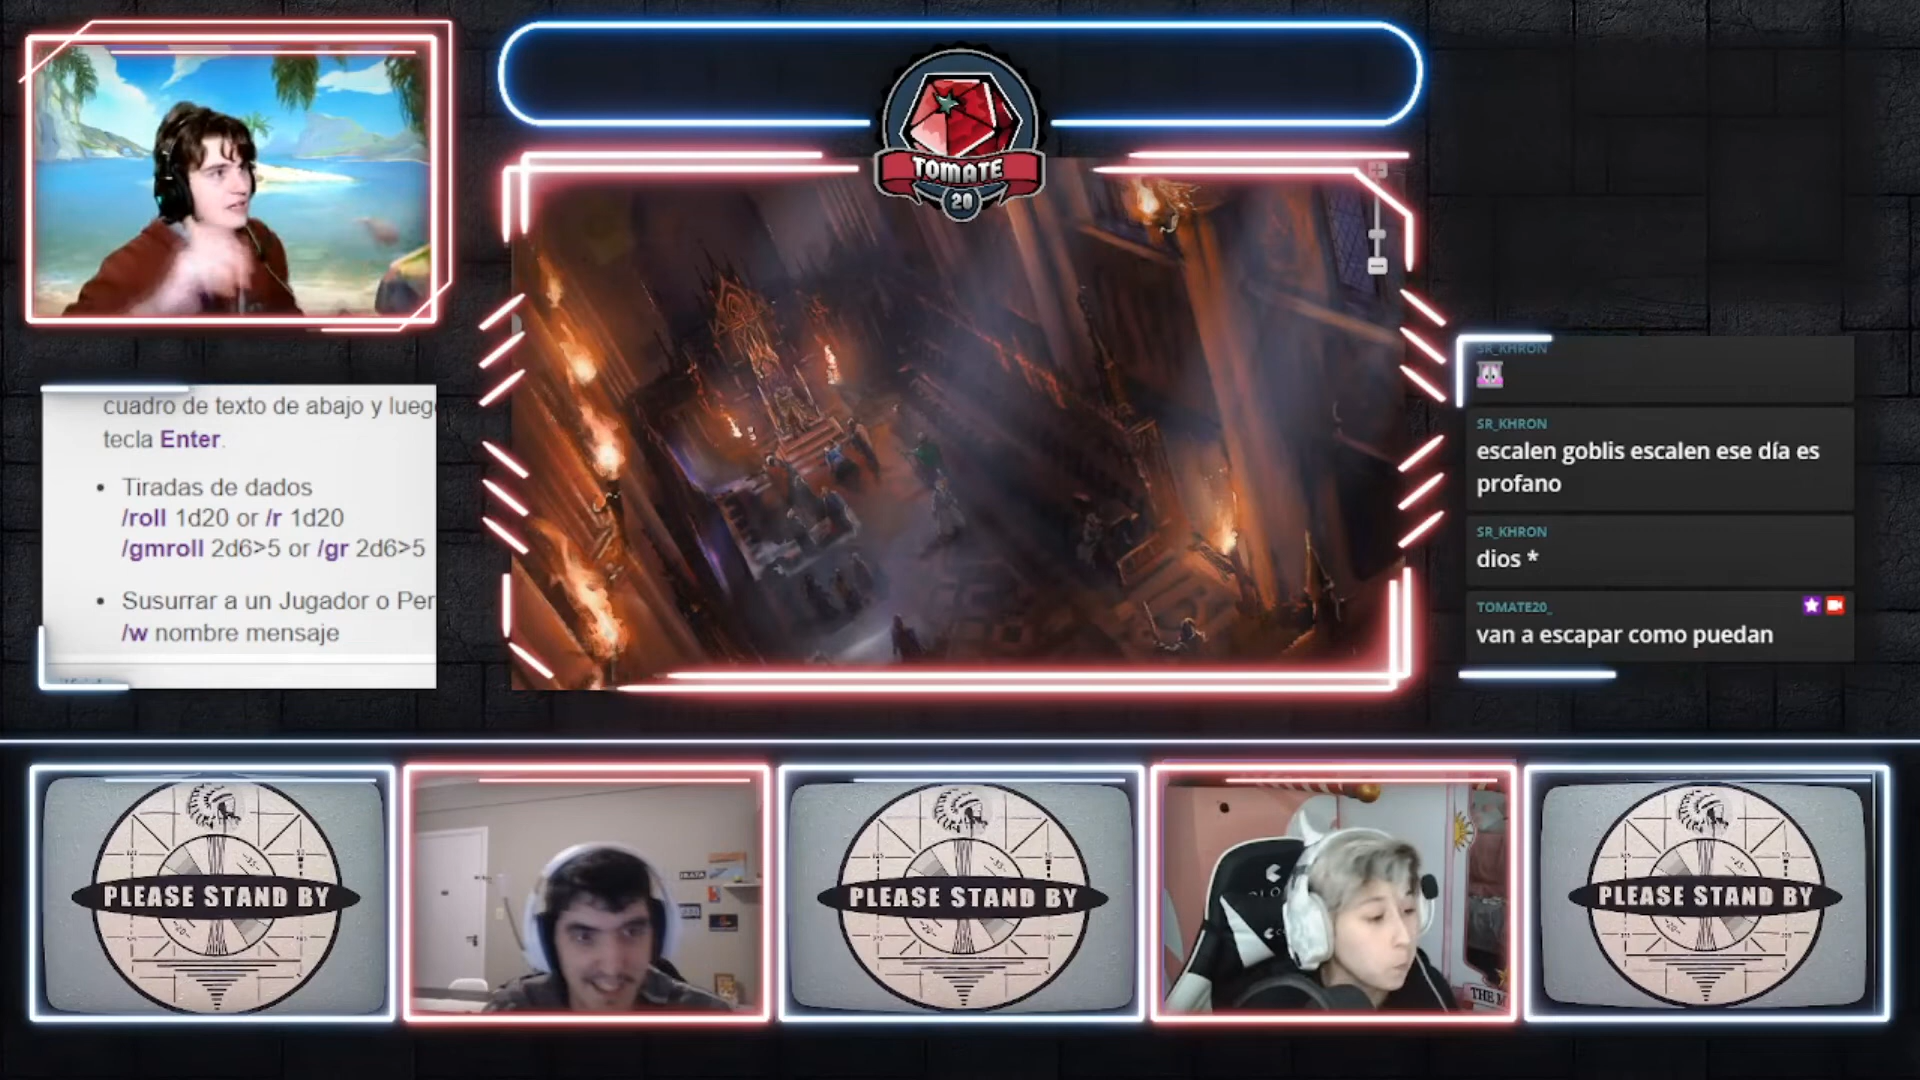 TOMATE
20
cuadro de texto de abajo y lueg
tecla Enter.
• Tiradas de dados
/roll 1d20 or /r 1d20
/gmroll 2d6>5 or /gr 2d6>5
• Susurrar a un Jugador o Per
/w nombre mensaje
SR_KHRON
SR_KHRON
escalen goblis escalen ese día es
profano
SR_KHRON
dios *
TOMATE20_
van a escapar como puedan
PLEASE STAND BY
PLEASE STAND BY
PLEASE STAND BY
THE M